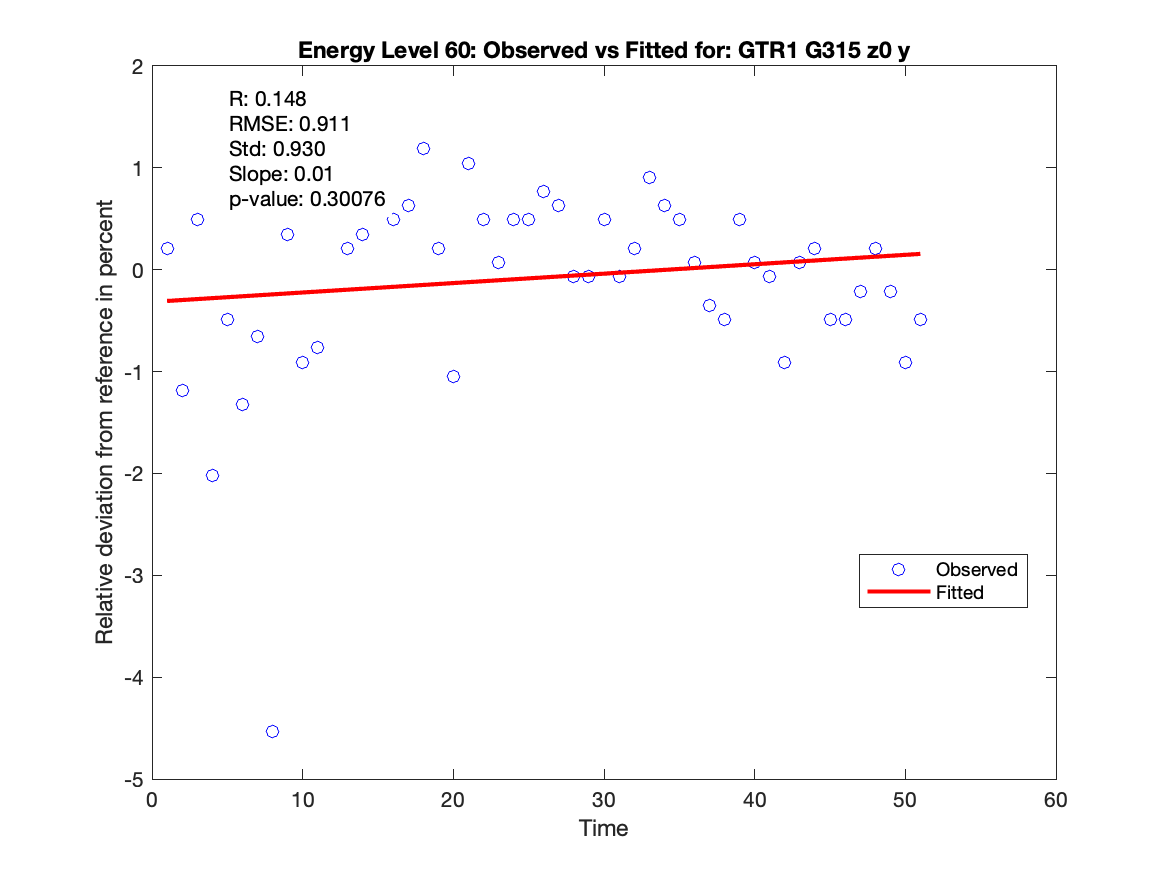 Energy Level 60: Observed vs Fitted for: GTR1 G315 z0 y
2
1
0
-1
-2
-3
-4
-5
R: 0.148
RMSE: 0.911
Std: 0.930
Slope: 0.01
p-value: 0.30076
Relative deviation from reference in percent
Observed
Fitted
0 10 20 30 40 50 60
Time